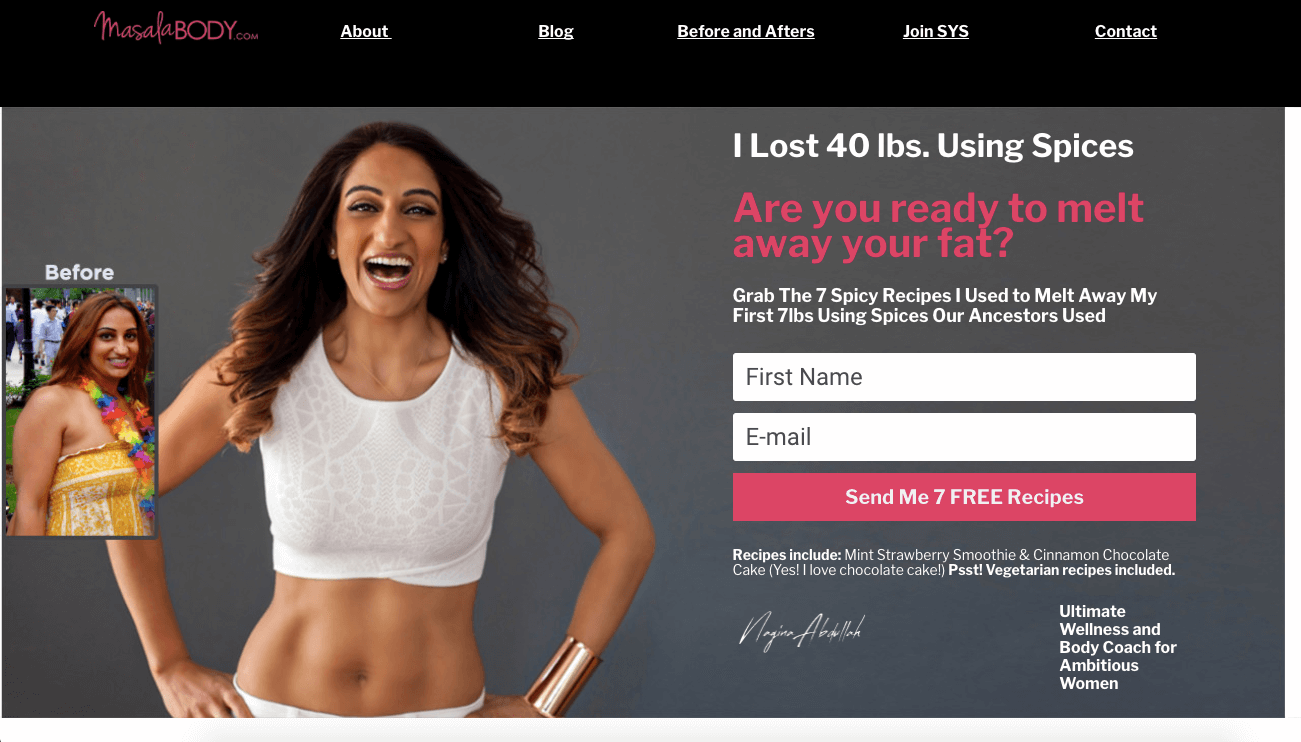 MasalaBODY.COM
About
Blog
Before and Afters
Join SYS
Contact
I Lost 40 lbs. Using Spices
Are you ready to melt
away your fat?
Before
Grab The 7 Spicy Recipes I Used to Melt Away My
First 7lbs Using Spices Our Ancestors Used
First Name
E-mail
Send Me 7 FREE Recipes
Recipes include: Mint Strawberry Smoothie & Cinnamon Chocolate
Cake (Yes! I love chocolate cake!) Psst! Vegetarian recipes included.
Nagina Abdullah
Ultimate
Wellness and
Body Coach for
Ambitious
Women